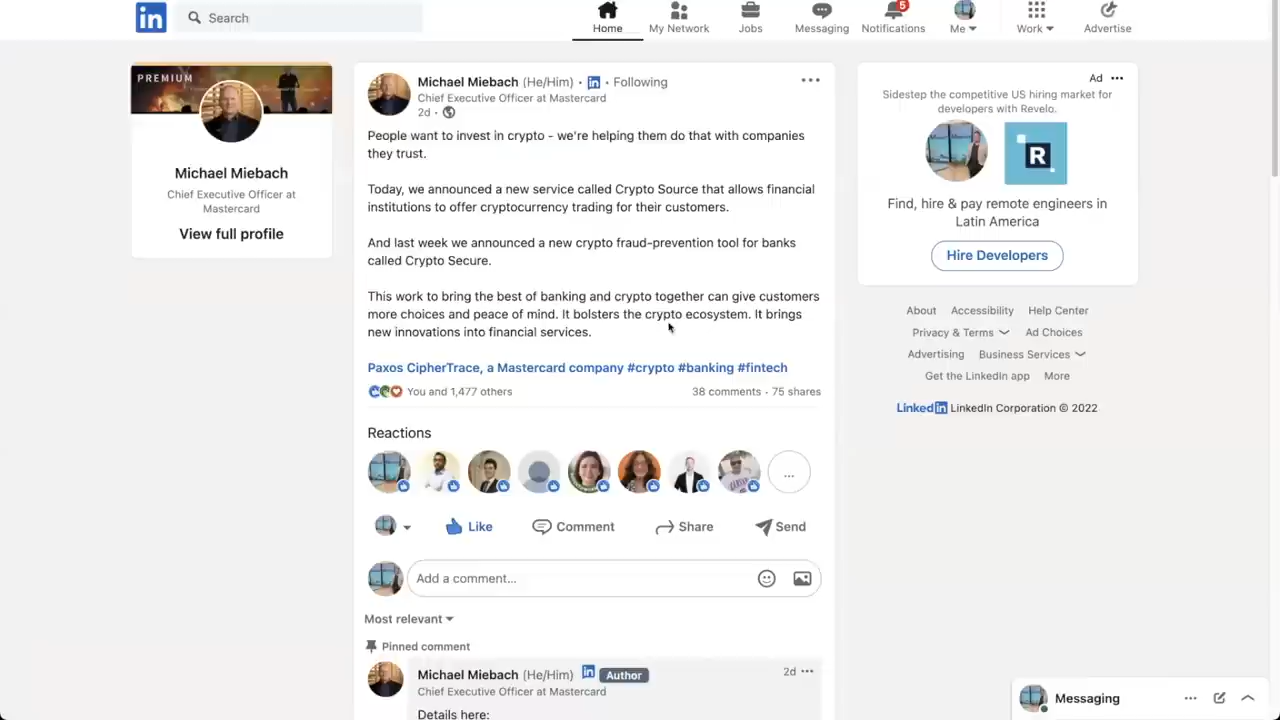 in
Search
Home
My Network
Jobs
Messaging
5
Notifications
Me
Work
Advertise
PREMIUM
Michael Miebach
Chief Executive Officer at
Mastercard
View full profile
Michael Miebach (He/Him) • in • Following
Chief Executive Officer at Mastercard
2d •
People want to invest in crypto - we're helping them do that with companies
they trust.
Today, we announced a new service called Crypto Source that allows financial
institutions to offer cryptocurrency trading for their customers.
And last week we announced a new crypto fraud-prevention tool for banks
called Crypto Secure.
This work to bring the best of banking and crypto together can give customers
more choices and peace of mind. It bolsters the crypto ecosystem. It brings
new innovations into financial services.
Paxos CipherTrace, a Mastercard company #crypto #banking #fintech
You and 1,477 others
38 comments · 75 shares
Reactions
...
Like
Comment
Share
Send
Add a comment...
Most relevant
Pinned comment
Michael Miebach (He/Him) in Author
2d
Chief Executive Officer at Mastercard
Details here:
Ad
Sidestep the competitive US hiring market for
developers with Revelo.
R
Find, hire & pay remote engineers in
Latin America
Hire Developers
About Accessibility Help Center
Privacy & Terms Ad Choices
Advertising Business Services
Get the LinkedIn app More
Linked in LinkedIn Corporation © 2022
Messaging